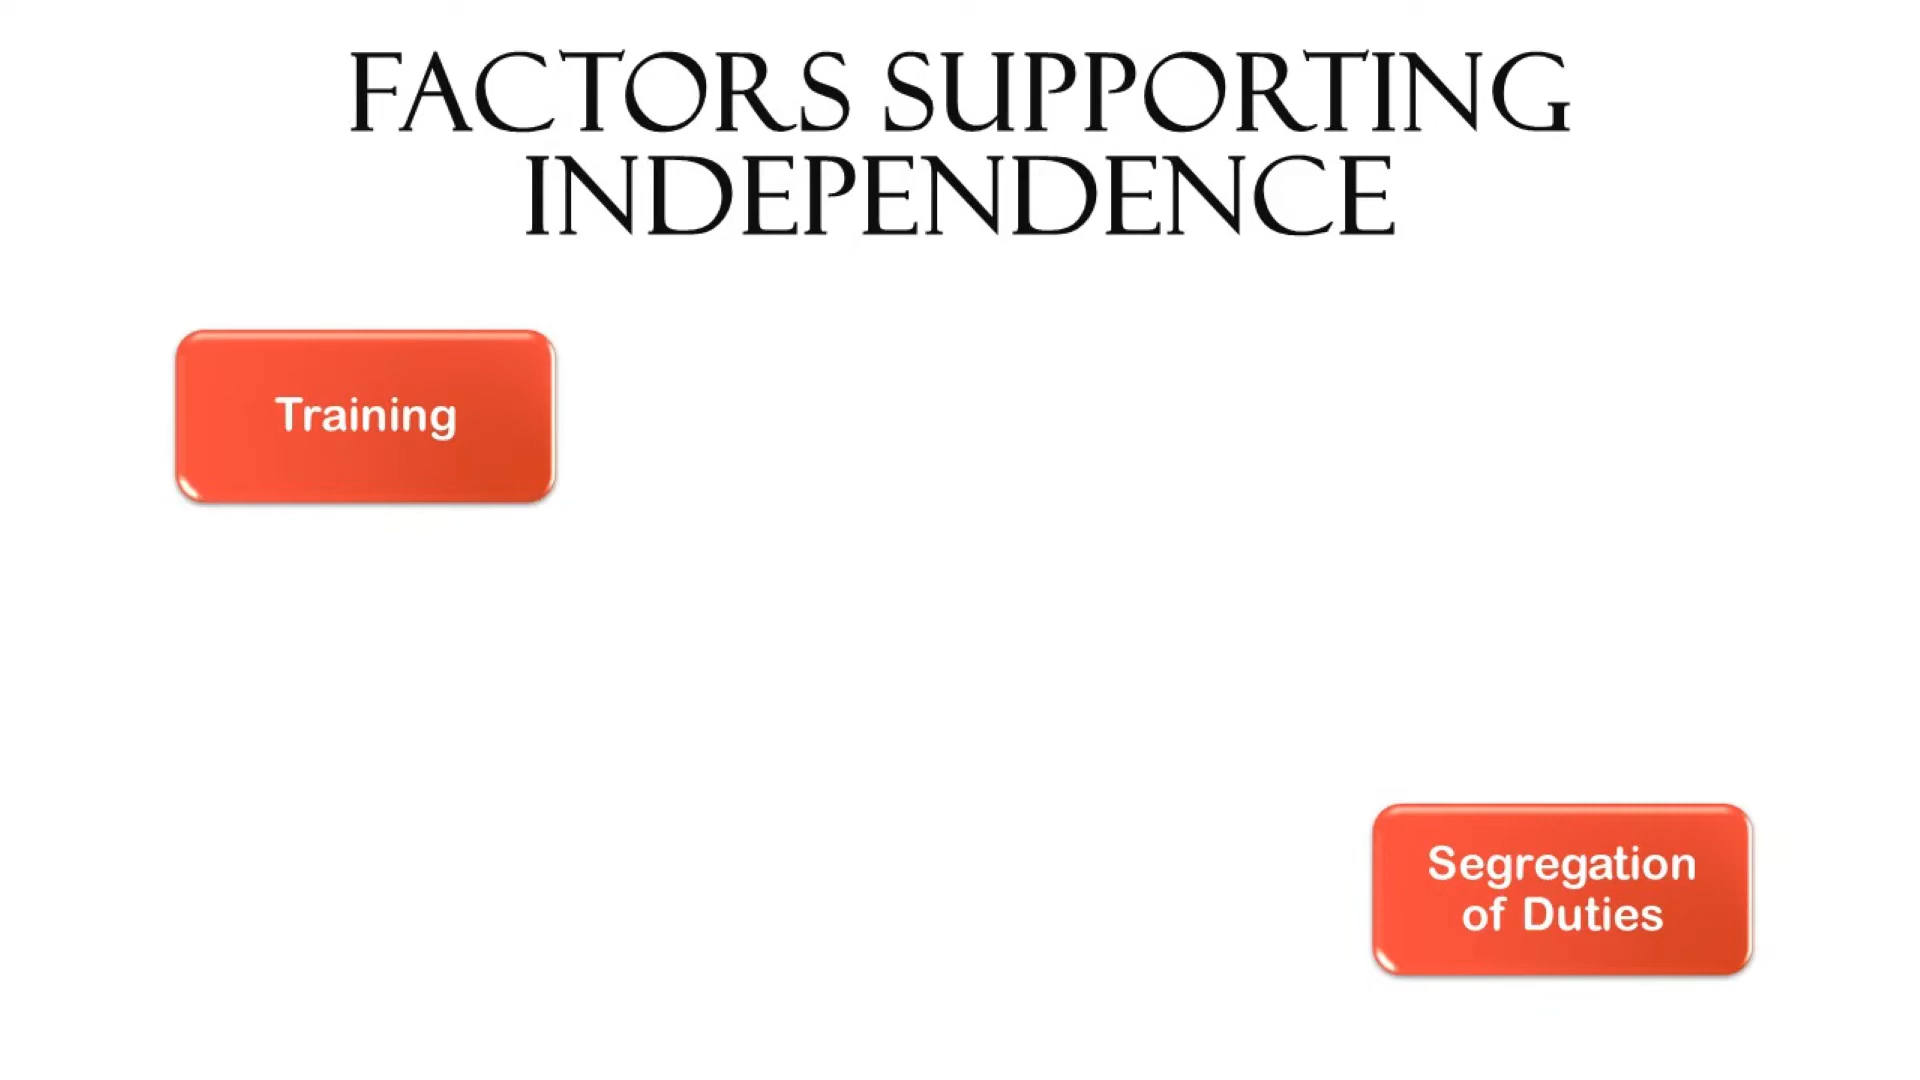 FACTORS SUPPORTING
INDEPENDENCE
Training
Segregation
of Duties